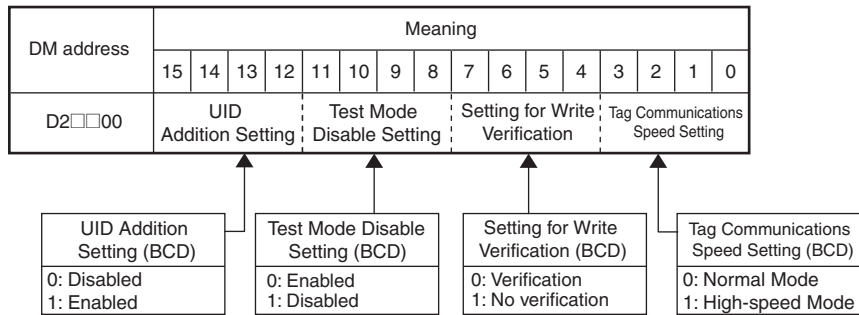 DM address
Meaning
15 14 13 12 11 10 9 8 7 6 5 4 3 2 1 0
D2□□00
UID
Addition Setting
Test Mode
Disable Setting
Setting for Write
Verification
Tag Communications
Speed Setting
UID Addition
Setting (BCD)
0: Disabled
1: Enabled
Test Mode Disable
Setting (BCD)
0: Enabled
1: Disabled
Setting for Write
Verification (BCD)
0: Verification
1: No verification
Tag Communications
Speed Setting (BCD)
0: Normal Mode
1: High-speed Mode